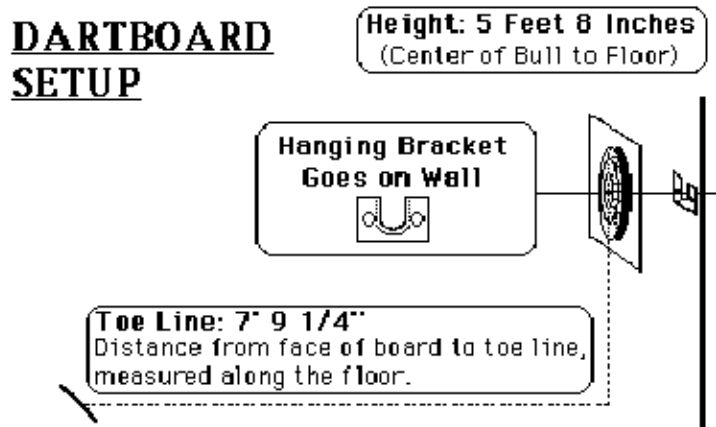 DARTBOARD
SETUP
Height: 5 Feet 8 Inches
(Center of Bull to Floor)
Hanging Bracket
Goes on Wall
Toe Line: 7' 9 1/4"
Distance from face of board to toe line,
measured along the floor.